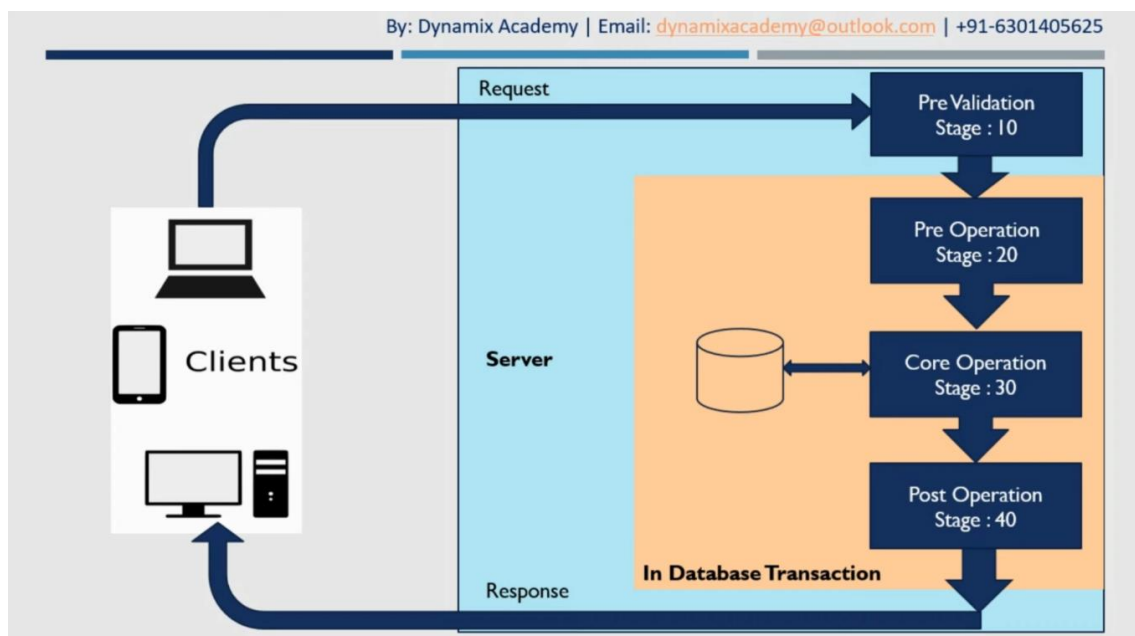 By: Dynamix Academy | Email: dynamixacademy@outlook.com | +91-6301405625
Request
Pre Validation
Stage : 10
Pre Operation
Stage : 20
Clients
Server
Core Operation
Stage : 30
Post Operation
Stage : 40
In Database Transaction
Response